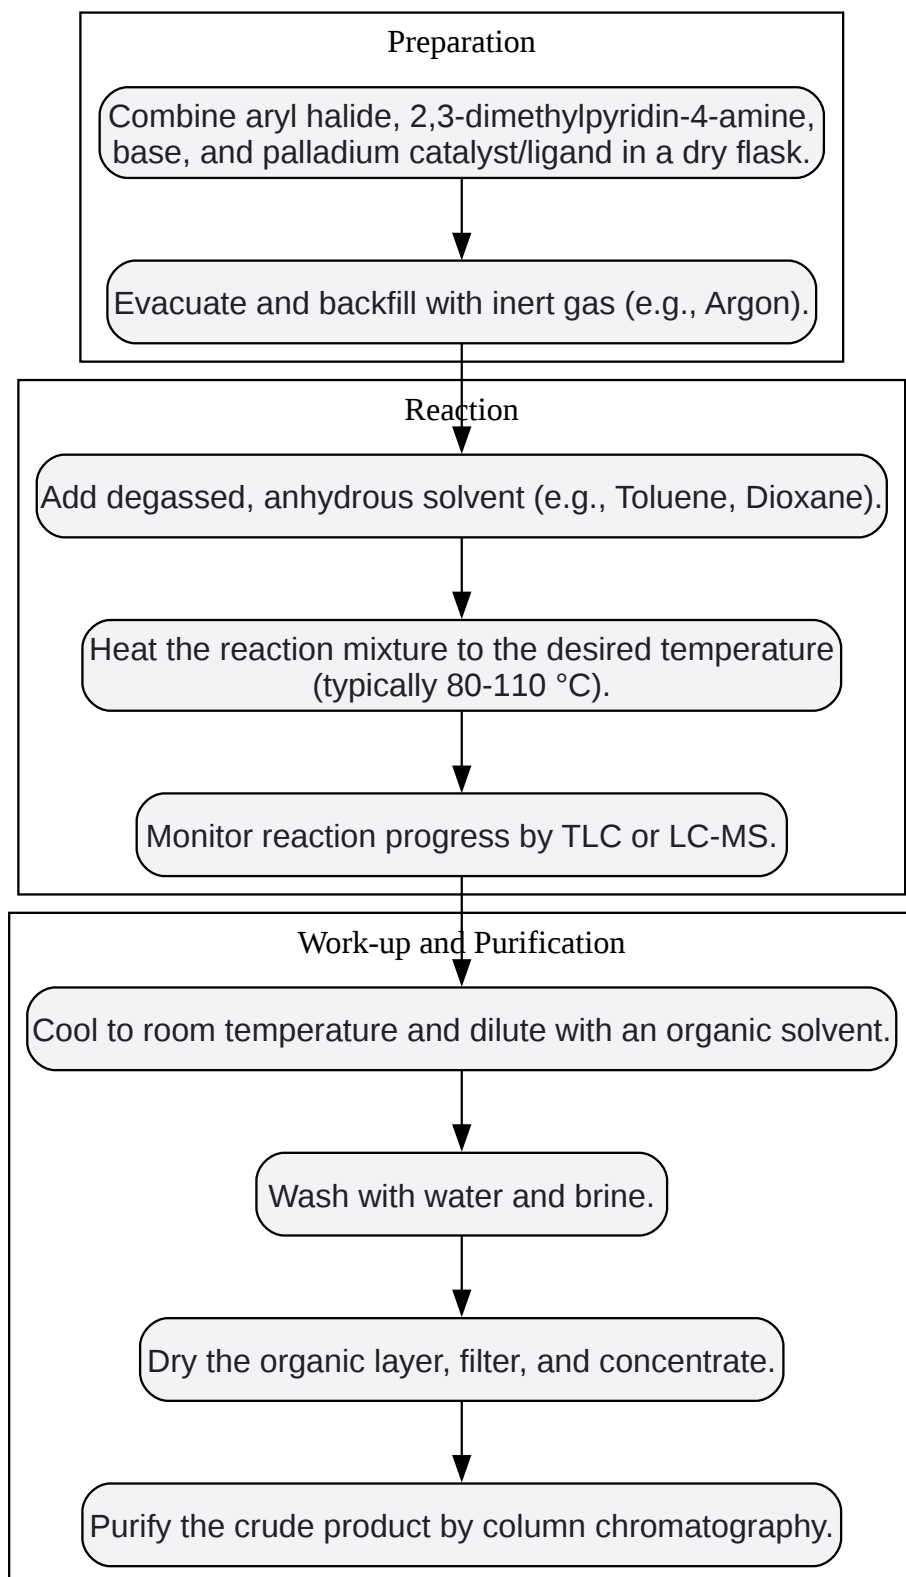 Preparation
Combine aryl halide, 2,3-dimethylpyridin-4-amine,
base, and palladium catalyst/ligand in a dry flask.
Evacuate and backfill with inert gas (e.g., Argon).
Reaction
Add degassed, anhydrous solvent (e.g., Toluene, Dioxane).
Heat the reaction mixture to the desired temperature
(typically 80-110 °C).
Monitor reaction progress by TLC or LC-MS.
Work-up and Purification
Cool to room temperature and dilute with an organic solvent.
Wash with water and brine.
Dry the organic layer, filter, and concentrate.
Purify the crude product by column chromatography.